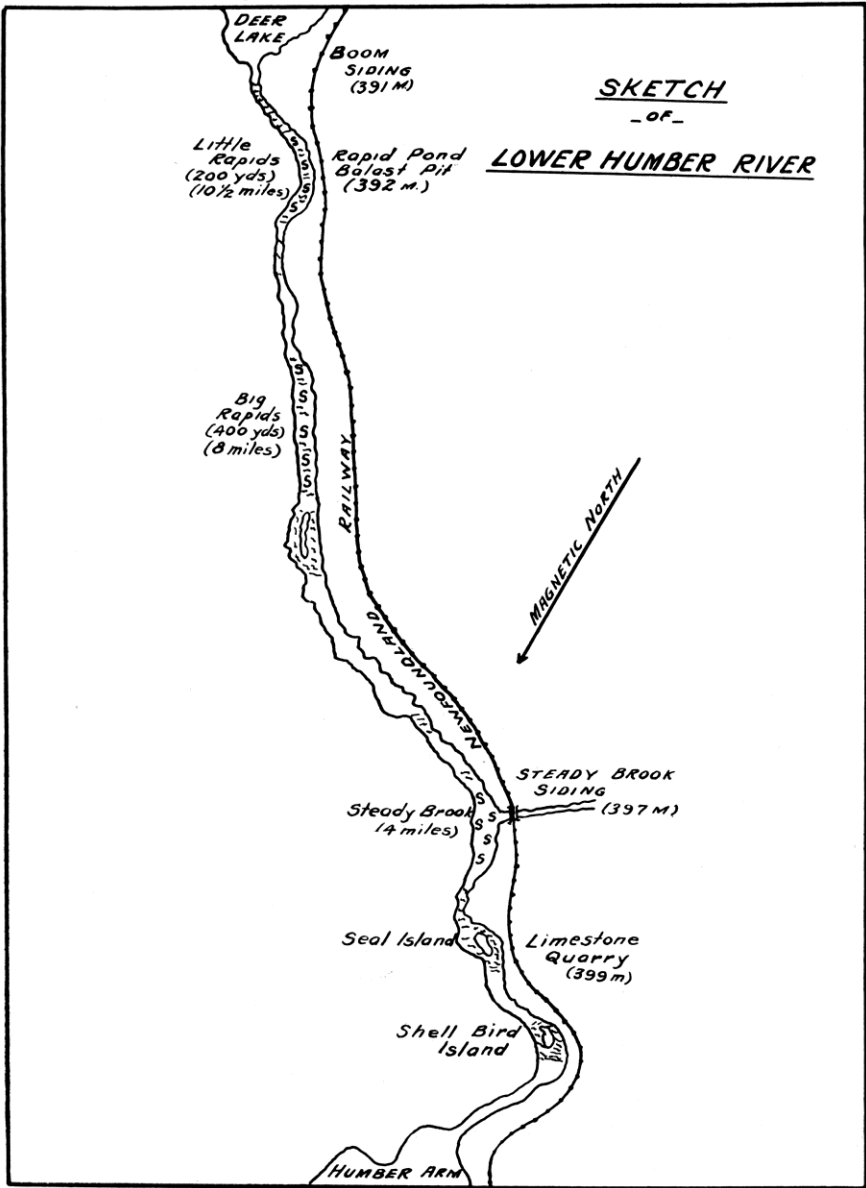 DEER
LAKE
BOOM
SIDING
(391 M)
SKETCH
- OF -
LOWER HUMBER RIVER
Little
Rapids
(200 yds)
(10½ miles)
Rapid Pond
Balast Pit
(392 m.)
S
S
S
S
S
Big
Rapids
(400 yds)
(8 miles)
S
S
S
S
S
RAILWAY
MAGNETIC NORTH
NEWFOUNDLAND
STEADY BROOK
SIDING
(397 M)
Steady Brook
(4 miles)
S
S
S
S
S
Seal Island
Limestone
Quarry
(399 m)
Shell Bird
Island
HUMBER ARM